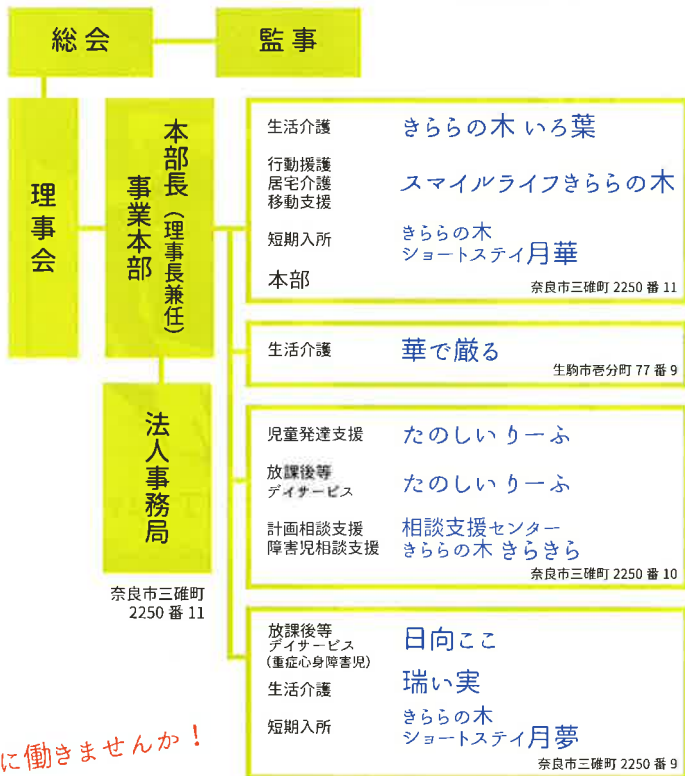 総会
監事
理事会
本部長（理事長兼任）
事業本部
法人事務局
奈良市三碓町
2250番11
生活介護 きららの木 いろ葉
行動援護
居宅介護
移動支援
スマイルライフきららの木
短期入所
きららの木
ショートステイ月華
本部
奈良市三碓町2250番11
生活介護 華で厳る
生駒市壱分町77番9
児童発達支援 たのしいりーふ
放課後等
デイサービス
たのしいりーふ
計画相談支援 相談支援センター
障害児相談支援 きららの木 きらきら
奈良市三碓町2250番10
放課後等
デイサービス
(重症心身障害児)
日向ここ
生活介護 瑞い実
短期入所
きららの木
ショートステイ月夢
奈良市三碓町2250番9
に働きませんか！